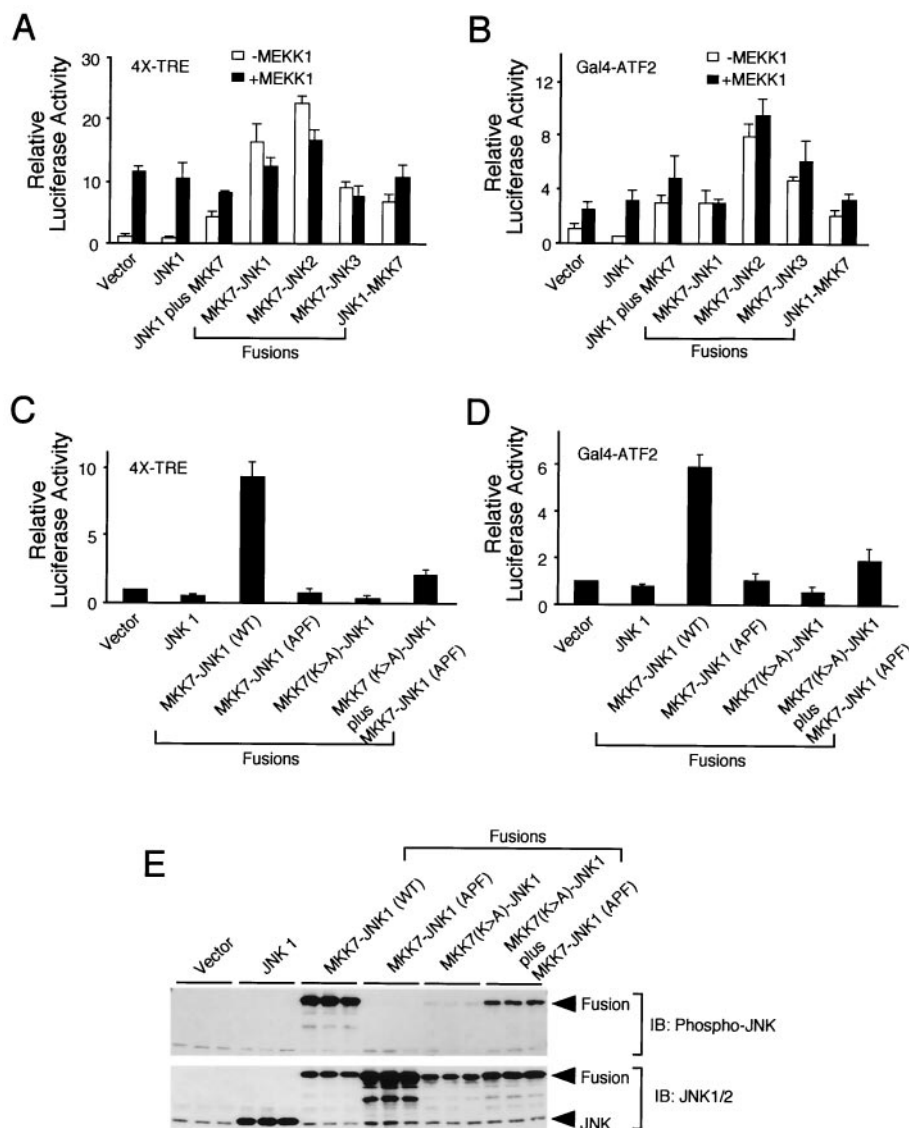 A
4X-TRE
-MEKK1
+MEKK1
Relative
Luciferase Activity
30
20
10
0
Vector
JNK1
JNK1 plus MKK7
MKK7-JNK1
MKK7-JNK2
MKK7-JNK3
JNK1-MKK7
Fusions
B
Gal4-ATF2
-MEKK1
+MEKK1
Relative
Luciferase Activity
12
8
4
0
Vector
JNK1
JNK1 plus MKK7
MKK7-JNK1
MKK7-JNK2
MKK7-JNK3
JNK1-MKK7
Fusions
C
4X-TRE
Relative
Luciferase Activity
10
5
0
Vector
JNK 1
MKK7-JNK1 (WT)
MKK7-JNK1 (APF)
MKK7(K>A)-JNK1
MKK7 (K>A)-JNK1
plus
MKK7-JNK1 (APF)
Fusions
D
Gal4-ATF2
Relative
Luciferase Activity
6
4
2
0
Vector
JNK 1
MKK7-JNK1 (WT)
MKK7-JNK1 (APF)
MKK7(K>A)-JNK1
MKK7(K>A)-JNK1
plus
MKK7-JNK1 (APF)
Fusions
E
Fusions
Vector
JNK 1
MKK7-JNK1 (WT)
MKK7-JNK1 (APF)
MKK7(K>A)-JNK1
MKK7(K>A)-JNK1
plus
MKK7-JNK1 (APF)
Fusion
IB: Phospho-JNK
Fusion
IB: JNK1/2
JNK